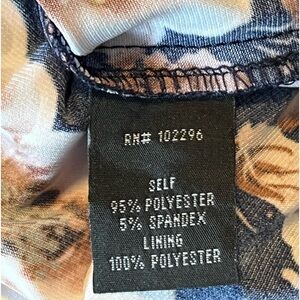 RN# 102296
SELF
95% POLYESTER
5% SPANDEX
LINING
100% POLYESTER